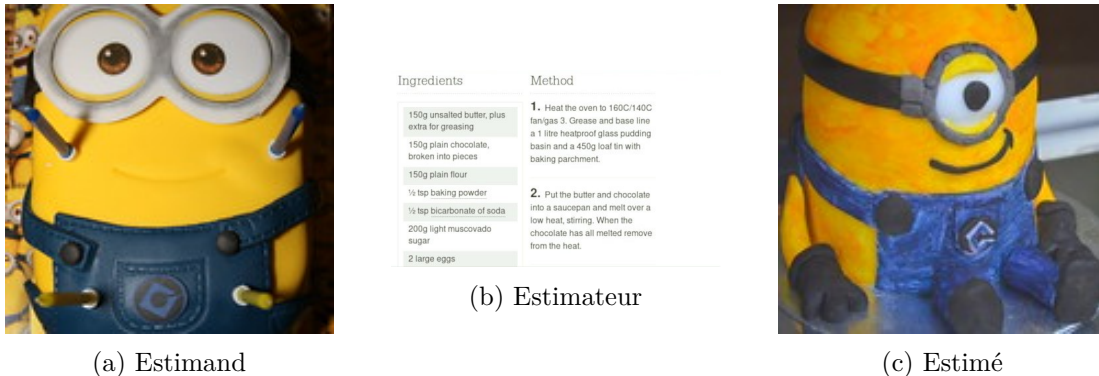 Ingredients
150g unsalted butter, plus
extra for greasing
150g plain chocolate,
broken into pieces
150g plain flour
½ tsp baking powder
½ tsp bicarbonate of soda
200g light muscovado
sugar
2 large eggs
Method
1. Heat the oven to 160C/140C
fan/gas 3. Grease and base line
a 1 litre heatproof glass pudding
basin and a 450g loaf tin with
baking parchment.
2. Put the butter and chocolate
into a saucepan and melt over a
low heat, stirring. When the
chocolate has all melted remove
from the heat.
(a) Estimand
(b) Estimateur
(c) Estimé